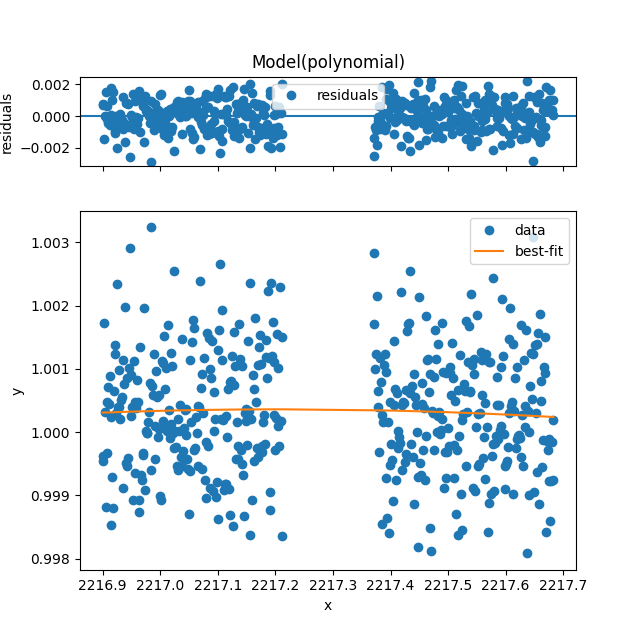 Model(polynomial)
0.002
0.000
−0.002
residuals
residuals
1.003
1.002
1.001
1.000
0.999
0.998
y
data
best-fit
2216.9 2217.0 2217.1 2217.2 2217.3 2217.4 2217.5 2217.6 2217.7
x